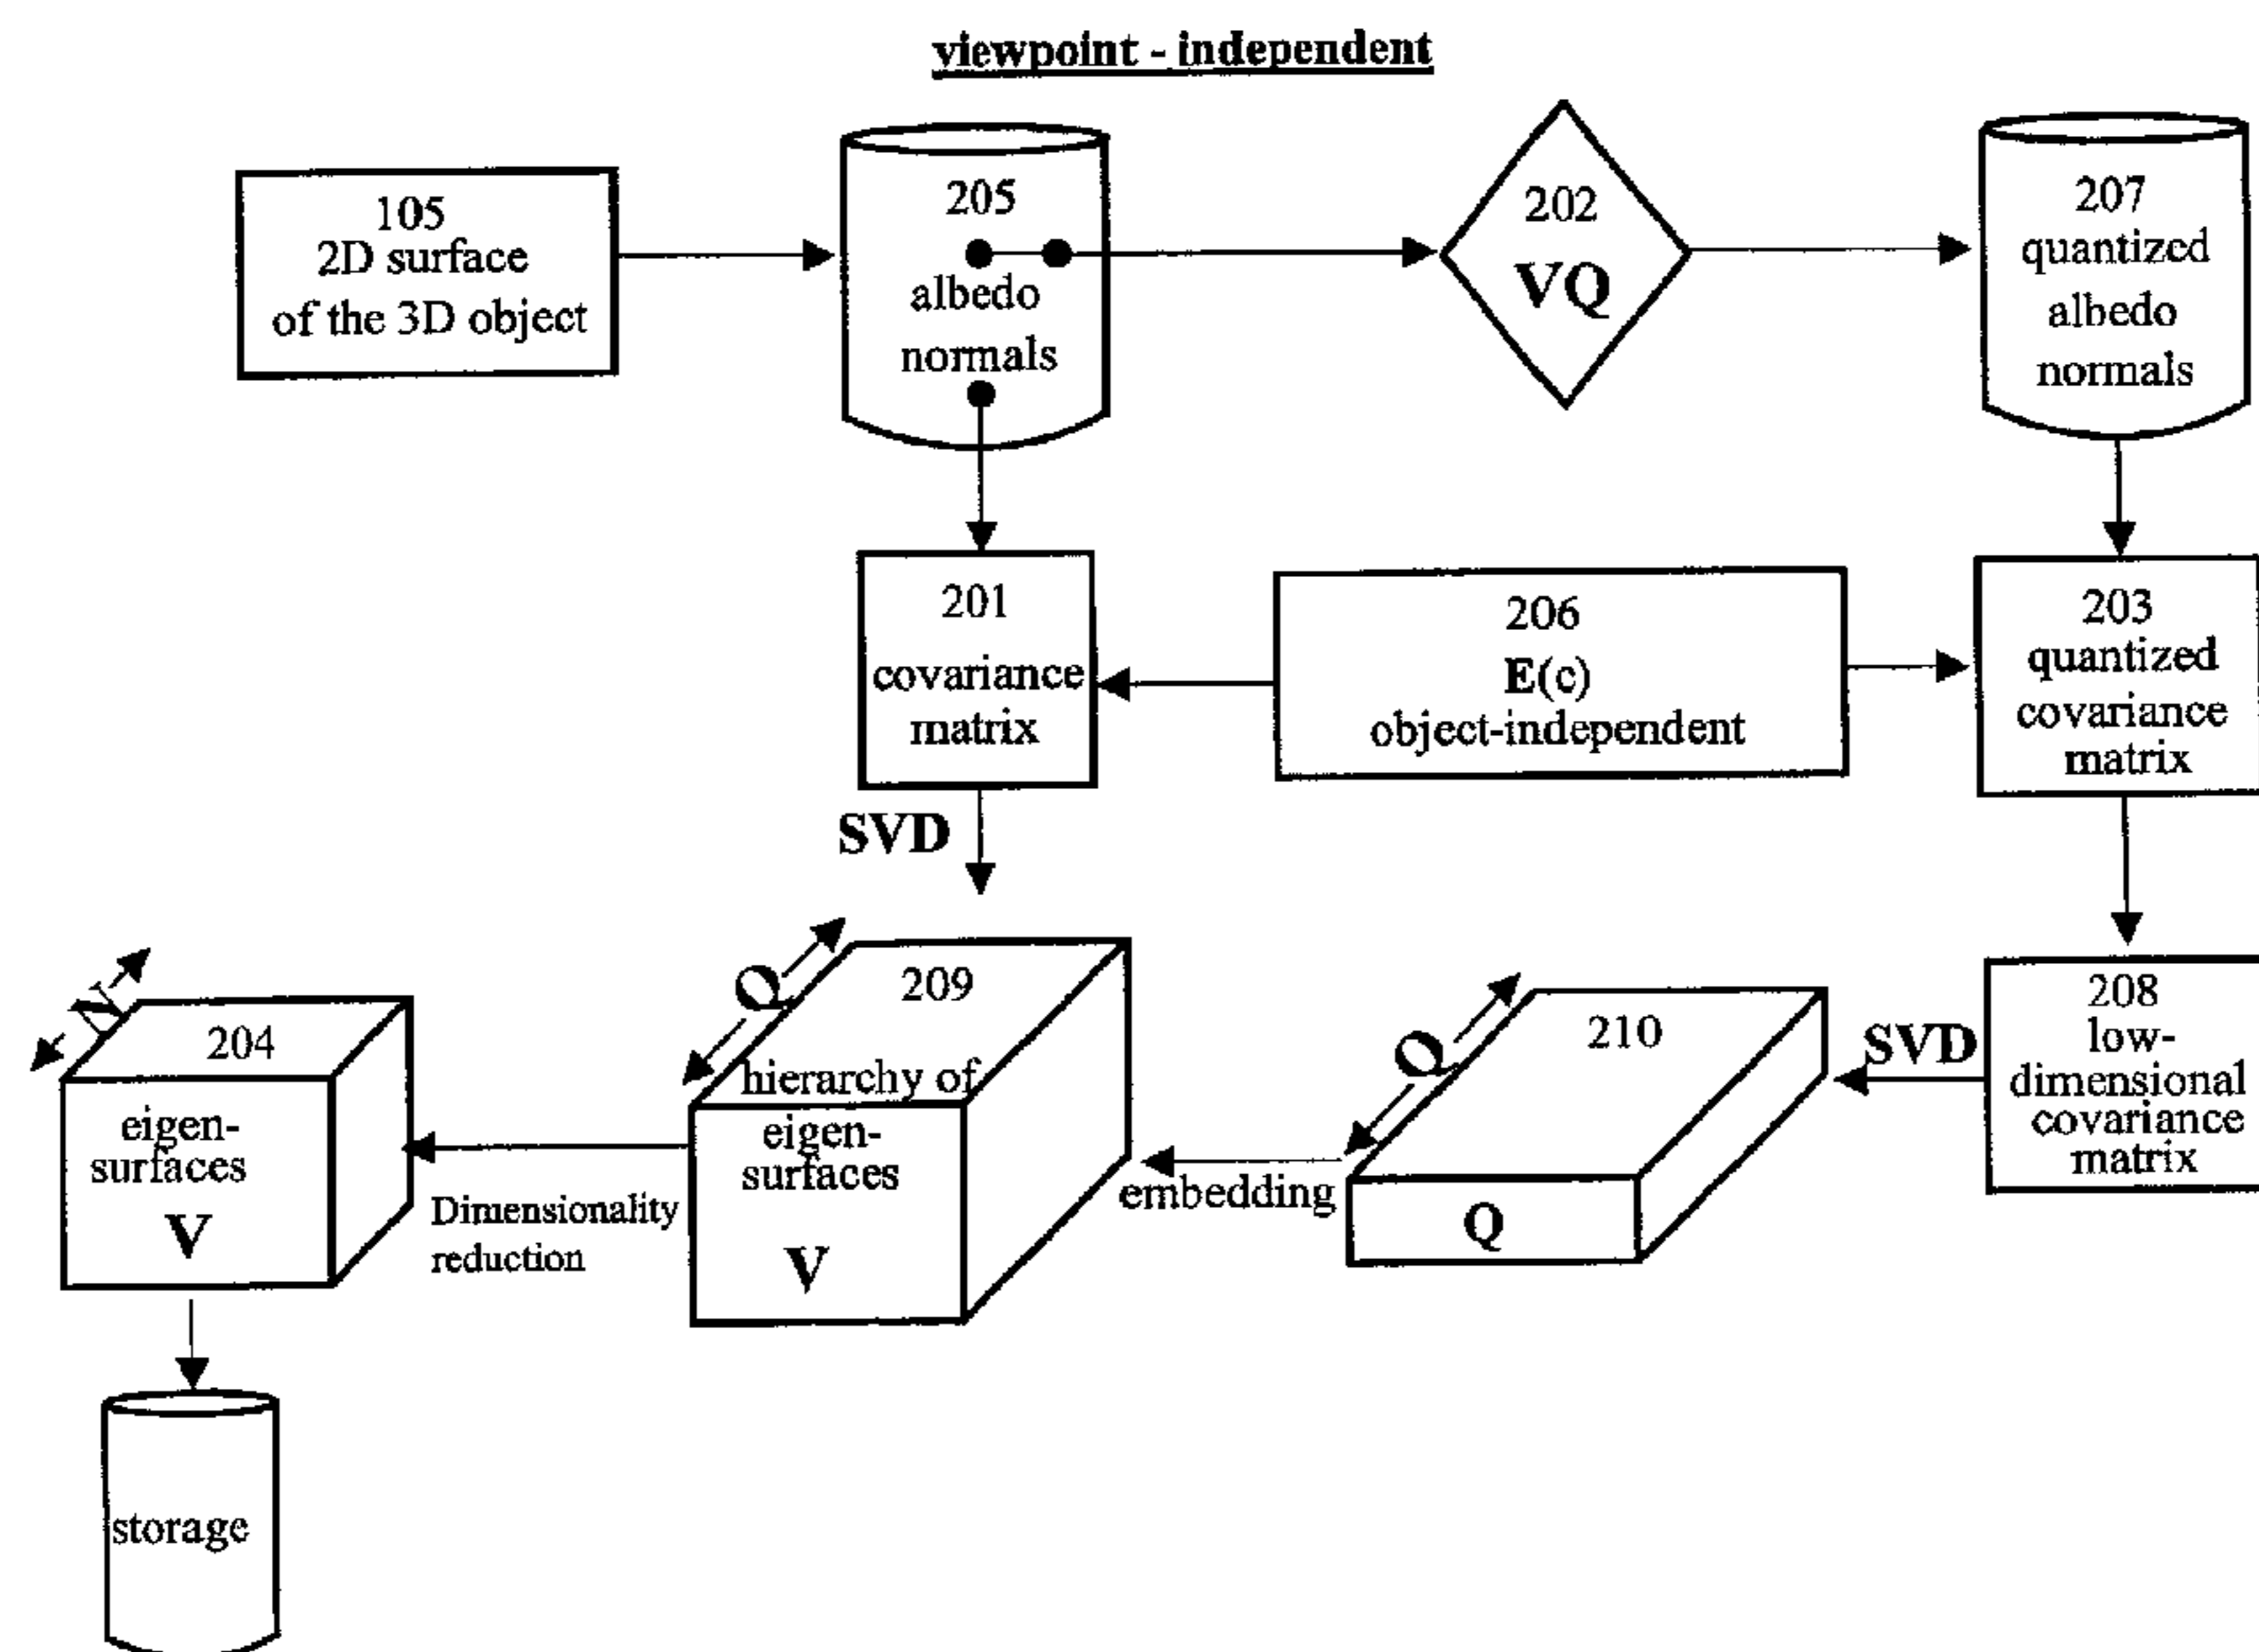 viewpoint - independent
105
2D surface
of the 3D object
205
albedo
normals
202
VQ
207
quantized
albedo
normals
201
covariance
matrix
206
E(c)
object-independent
203
quantized
covariance
matrix
SVD
N
204
eigen-
surfaces
V
Dimensionality
reduction
Q
209
hierarchy of
eigen-
surfaces
V
embedding
Q
210
Q
SVD
208
low-
dimensional
covariance
matrix
storage